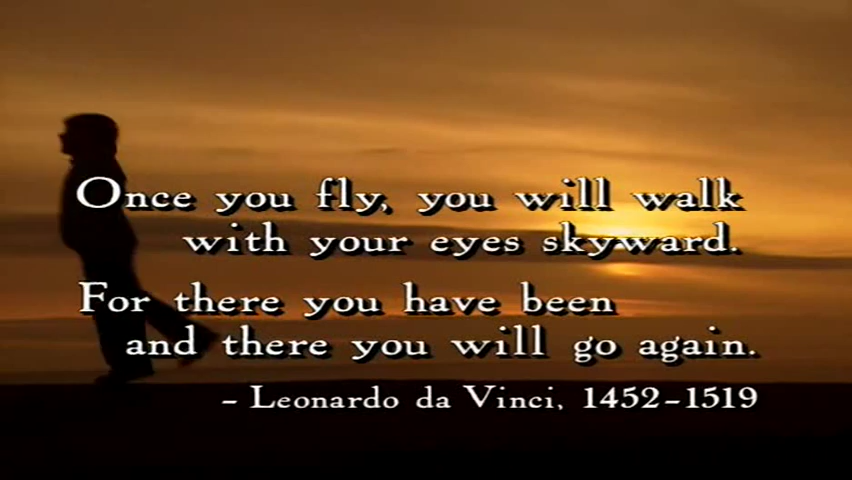 Once you fly, you will walk
with your eyes skyward.
For there you have been
and there you will go again.
– Leonardo da Vinci, 1452–1519